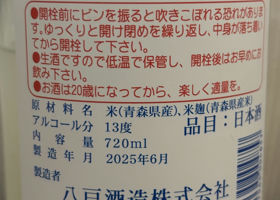 ●開栓前にビンを振ると吹きこぼれる恐れがありま
す。ゆっくりと開け閉めを繰り返し、中身が落ち着い
てから開栓して下さい。
●生酒ですので低温で保管し、開栓後はお早めにお
飲み下さい。
●お酒は20歳になってから、楽しく適量を。
原材料名 米(青森県産)、米麹(青森県産米)
アルコール分 13度
品目:日本酒
内容量 720ml
製造年月 2025年6月
製造者
八戸酒造株式会社